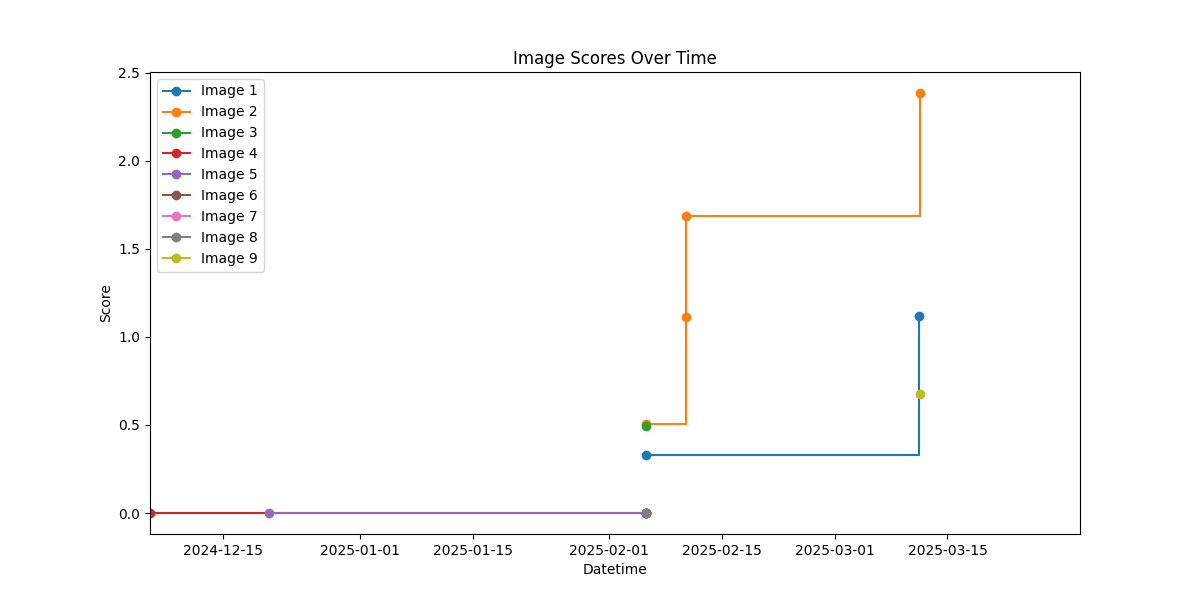 Image Scores Over Time
2.5
2.0
1.5
1.0
0.5
0.0
Score
Image 1
Image 2
Image 3
Image 4
Image 5
Image 6
Image 7
Image 8
Image 9
2024-12-15 2025-01-01 2025-01-15 2025-02-01 2025-02-15 2025-03-01 2025-03-15
Datetime